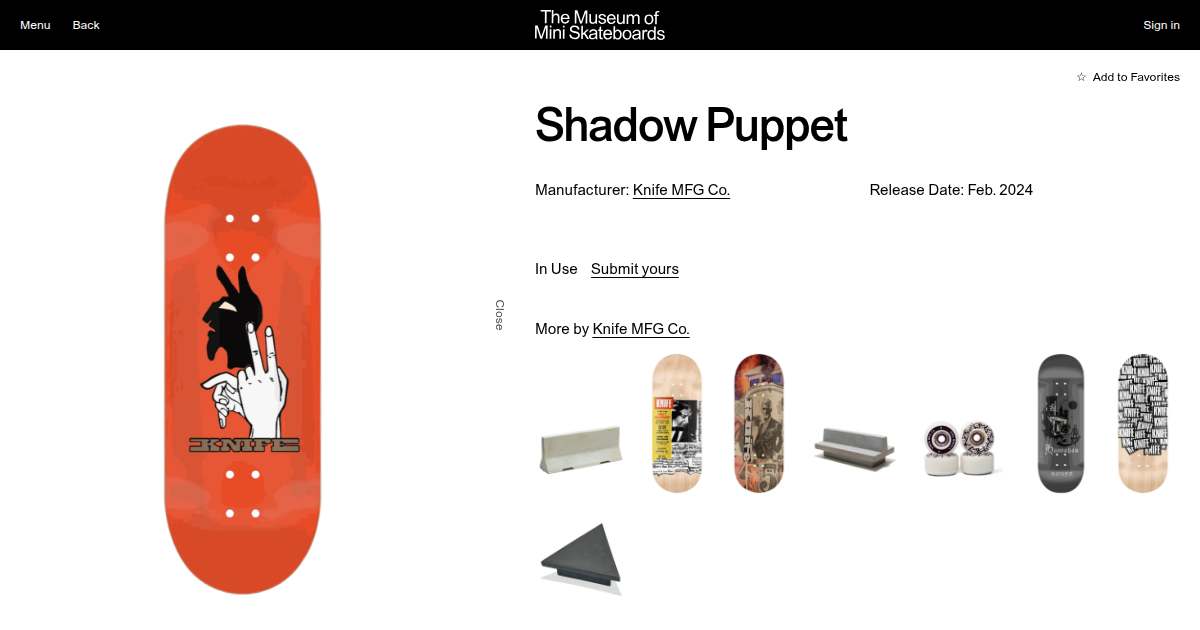 Menu
Back
The Museum of
Mini Skateboards
Sign in
☆ Add to Favorites
Shadow Puppet
Manufacturer: Knife MFG Co.
Release Date: Feb. 2024
In Use
Submit yours
Close
More by Knife MFG Co.
KNIFE